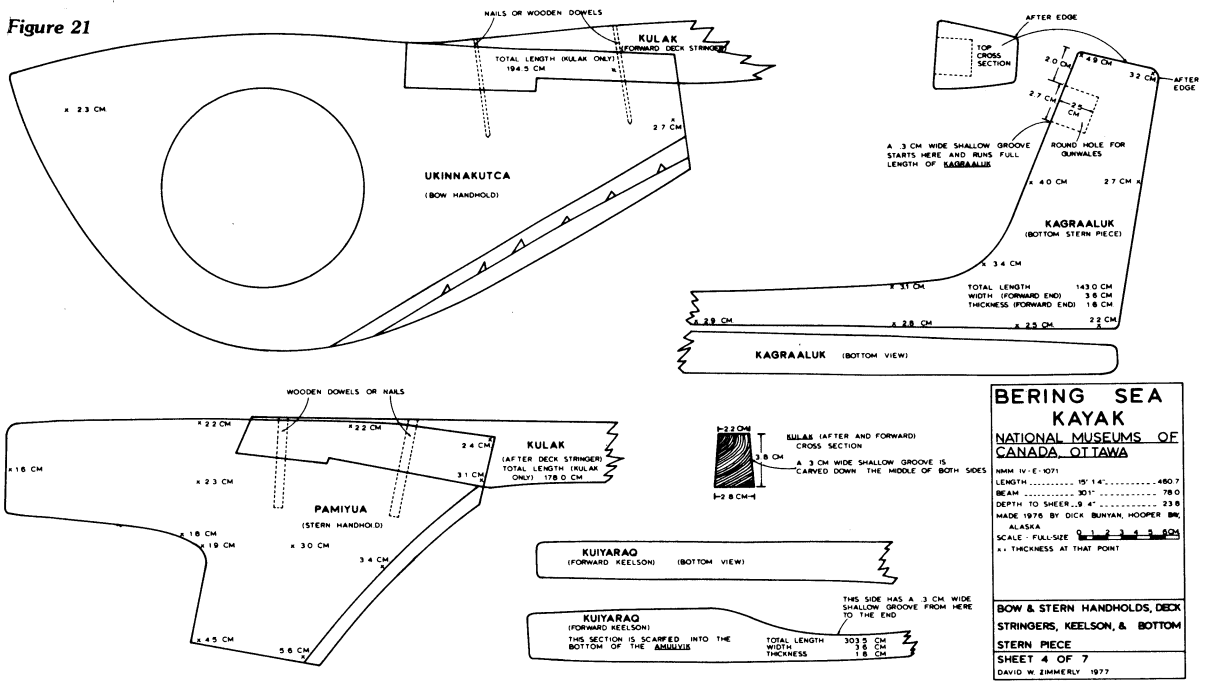 Figure 21
NAILS OR WOODEN DOWELS
KULAK
(FORWARD DECK STRINGER)
TOTAL LENGTH (KULAK ONLY)
194.5 CM
x 2.3 CM.
2.7 CM
x
UKINNAKUTCA
(BOW HANDHOLD)
AFTER EDGE
TOP
CROSS
SECTION
2.0 CM
x 4.9 CM
3.2 CM
x
AFTER
EDGE
2.7
CM
2.5
CM
A .3 CM WIDE SHALLOW GROOVE
STARTS HERE AND RUNS FULL
LENGTH OF KAGRAALUK
ROUND HOLE FOR
GUNWALES
x 4.0 CM
2.7 CM x
KAGRAALUK
(BOTTOM STERN PIECE)
x 3.4 CM
x 3.1 CM
TOTAL LENGTH 143.0 CM
WIDTH (FORWARD END) 3.6 CM
THICKNESS (FORWARD END) 1.6 CM
x 2.9 CM.
x 2.8 CM
x 2.5 CM
2.2 CM
x
KAGRAALUK (BOTTOM VIEW)
WOODEN DOWELS OR NAILS
x 2.2 CM
x 2.2 CM
2.4 CM
x
KULAK
(AFTER DECK STRINGER)
TOTAL LENGTH (KULAK
ONLY) 178.0 CM
x 1.6 CM
x 2.3 CM
3.1 CM
x
PAMIYUA
(STERN HANDHOLD)
x 1.8 CM
x 1.9 CM
x 3.0 CM
3.4 CM
x
x 4.5 CM
5.6 CM
x
2.2 CM
3.8 CM
2.8 CM
KULAK (AFTER AND FORWARD)
CROSS SECTION
A .3 CM WIDE SHALLOW GROOVE IS
CARVED DOWN THE MIDDLE OF BOTH SIDES
KUIYARAQ
(FORWARD KEELSON) (BOTTOM VIEW)
THIS SIDE HAS A .3 CM WIDE
SHALLOW GROOVE FROM HERE
TO THE END
KUIYARAQ
(FORWARD KEELSON)
THIS SECTION IS SCARFED INTO THE
BOTTOM OF THE AMUUVIK
TOTAL LENGTH 303.5 CM
WIDTH 3.6 CM
THICKNESS 1.8 CM
BERING SEA
KAYAK
NATIONAL MUSEUMS OF
CANADA, OTTAWA
NMM IV-E-1071
LENGTH 15' 1.4" 460.7
BEAM 30.1" 78.0
DEPTH TO SHEER 9.4" 23.8
MADE 1976 BY DICK BUNYAN, HOOPER BAY,
ALASKA
SCALE - FULL-SIZE 0 1 2 3 4 5 6CM
x = THICKNESS AT THAT POINT
BOW & STERN HANDHOLDS, DECK
STRINGERS, KEELSON, & BOTTOM
STERN PIECE
SHEET 4 OF 7
DAVID W. ZIMMERLY 1977